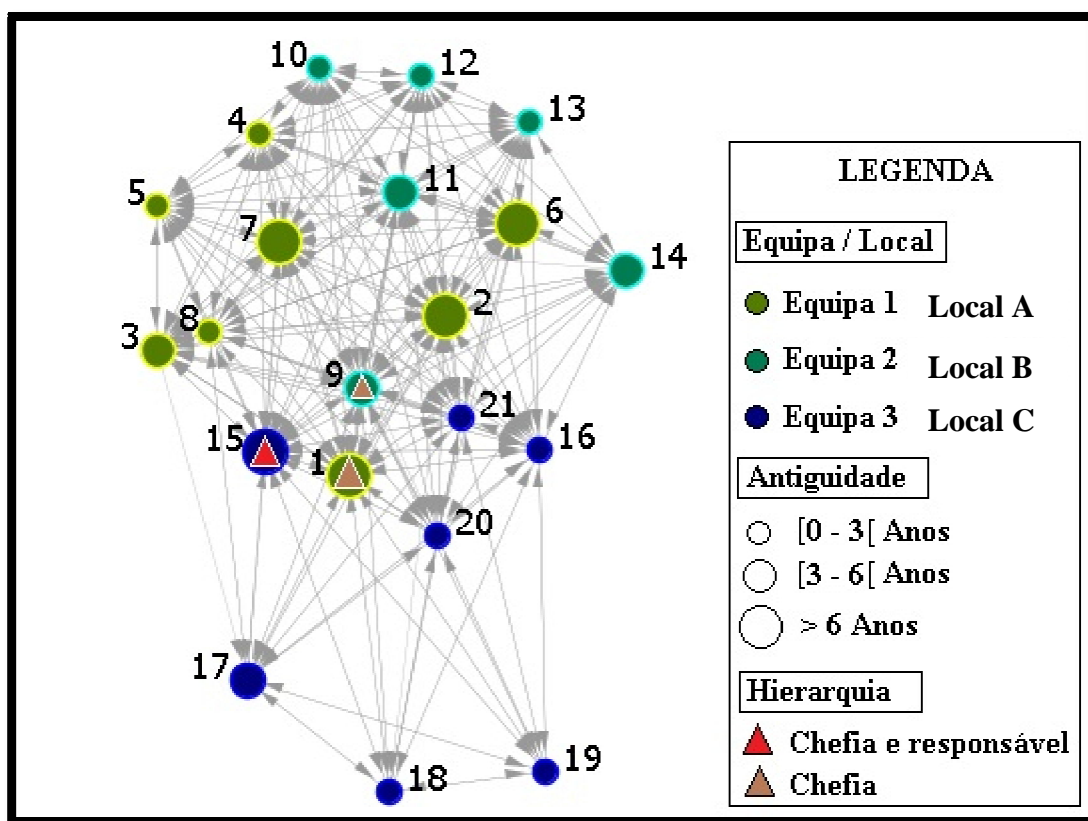 10
12
4
13
5
11
7
6
14
2
3
8
9
21
15
1
16
20
17
18
19
LEGENDA
Equipa / Local
Equipa 1 Local A
Equipa 2 Local B
Equipa 3 Local C
Antiguidade
[0 - 3[ Anos
[3 - 6[ Anos
> 6 Anos
Hierarquia
Chefia e responsável
Chefia